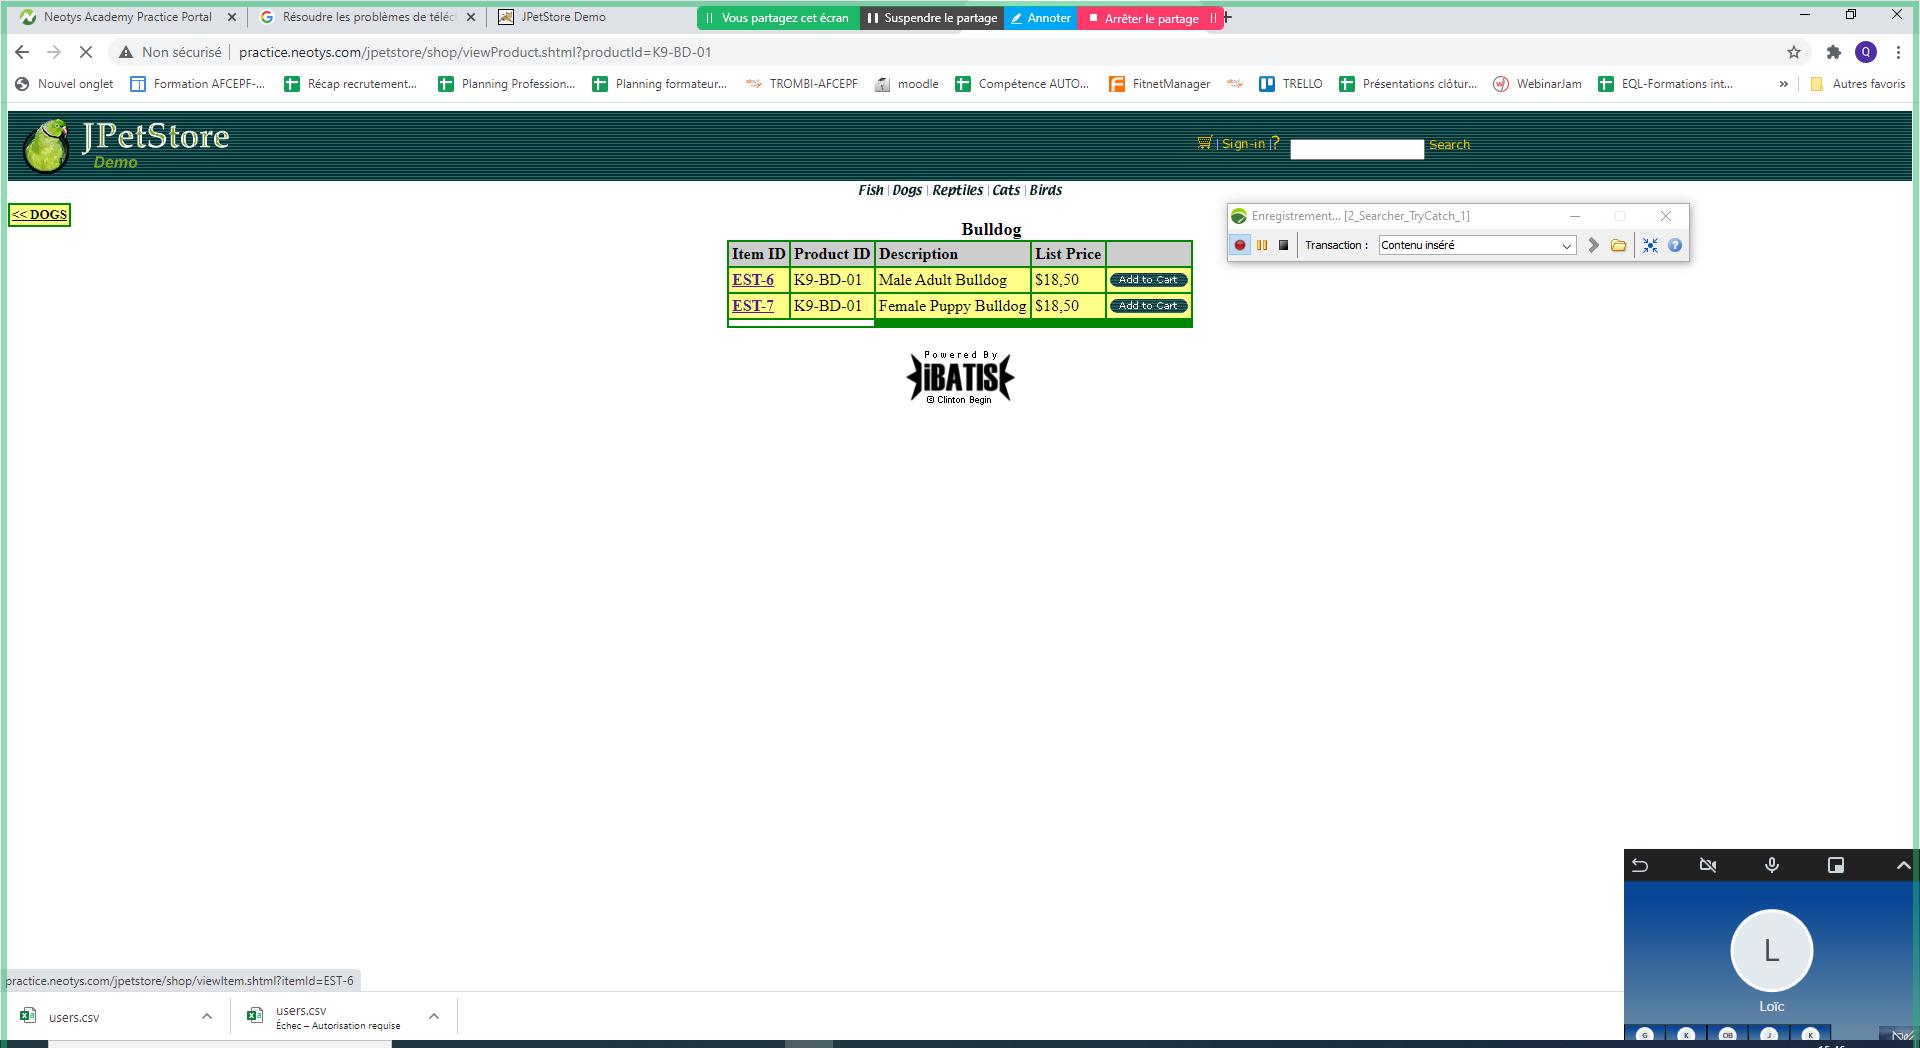 Neotys Academy Practice Portal
Résoudre les problèmes de téléch
JPetStore Demo
Vous partagez cet écran
Suspendre le partage
Annoter
Arrêter le partage
Non sécurisé
practice.neotys.com/jpetstore/shop/viewProduct.shtml?productId=K9-BD-01
Q
Nouvel onglet
Formation AFCEPF-...
Récap recrutement...
Planning Profession...
Planning formateur...
TROMBI-AFCEPF
moodle
Compétence AUTO...
FitnetManager
TRELLO
Présentations clôtur...
WebinarJam
EQL-Formations int...
»
Autres favoris
JPetStore
Demo
| Sign-in | ?
Search
Fish | Dogs | Reptiles | Cats | Birds
<< DOGS
Enregistrement... [2_Searcher_TryCatch_1]
Transaction :
Contenu inséré
Bulldog
Item ID Product ID Description List Price
EST-6 K9-BD-01 Male Adult Bulldog $18,50 Add to Cart
EST-7 K9-BD-01 Female Puppy Bulldog $18,50 Add to Cart
Powered By
iBATIS
© Clinton Begin
L
Loïc
G K OB J K
practice.neotys.com/jpetstore/shop/viewItem.shtml?itemId=EST-6
users.csv
users.csv
Échec – Autorisation requise